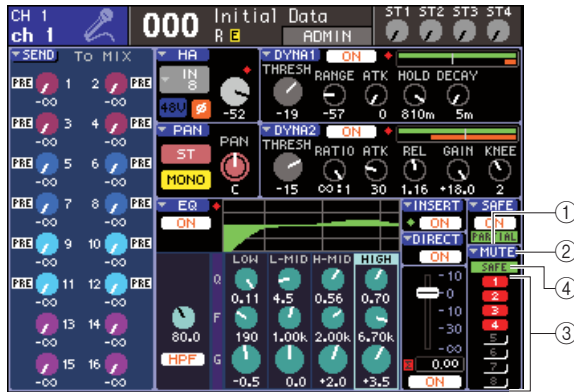 CH 1
ch 1
000
Initial Data
R E
ADMIN
ST1 ST2 ST3 ST4
SEND TO MIX
PRE 1 2 PRE
-∞ -∞
PRE 3 4 PRE
-∞ -∞
PRE 5 6 PRE
-∞ -∞
PRE 7 8 PRE
-∞ -∞
PRE 9 10 PRE
-∞ -∞
PRE 11 12 PRE
-∞ -∞
13 14
-∞ -∞
15 16
-∞ -∞
HA
IN 8
48V Ø
-52
DYNA1 ON
THRESH RANGE ATK HOLD DECAY
-19 -57 0 810m 5m
PAN
PAN
ST
MONO
C
DYNA2 ON
THRESH RATIO ATK REL GAIN KNEE
-15 ∞:1 30 1.16 +18.0 2
EQ
ON
LOW L-MID H-MID HIGH
Q
0.11 4.5 0.56 0.70
F
80.0
190 1.00k 2.00k 6.70k
HPF
G
-0.5 0.0 +2.0 +3.5
INSERT
ON
DIRECT
ON
-10
-0
-10
-30
-∞
0.00
ON
SAFE
ON
PARTIAL
MUTE
SAFE
1
2
3
4
5
6
7
8
①
②
④
③